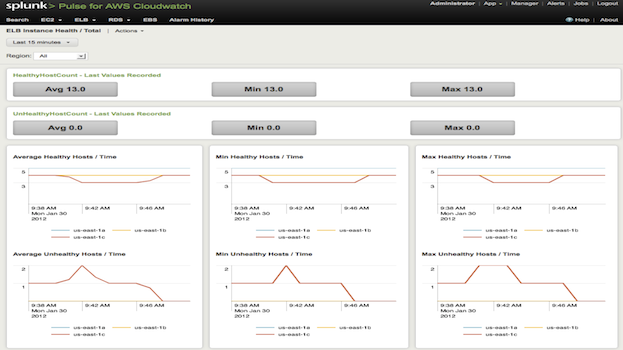 splunk> Pulse for AWS Cloudwatch
Administrator | App | Manager | Alerts | Jobs | Logout
Search EC2 ELB RDS EBS Alarm History
Help | About
ELB Instance Health / Total | Actions
Last 15 minutes
Region: All
HealthyHostCount - Last Values Recorded
Avg 13.0 Min 13.0 Max 13.0
UnHealthyHostCount - Last Values Recorded
Avg 0.0 Min 0.0 Max 0.0
Average Healthy Hosts / Time
5
3
9:38 AM 9:42 AM 9:46 AM
Mon Jan 30
2012
us-east-1a us-east-1b
us-east-1c
Min Healthy Hosts / Time
5
3
9:38 AM 9:42 AM 9:46 AM
Mon Jan 30
2012
us-east-1a us-east-1b
us-east-1c
Max Healthy Hosts / Time
5
3
9:38 AM 9:42 AM 9:46 AM
Mon Jan 30
2012
us-east-1a us-east-1b
us-east-1c
Average Unhealthy Hosts / Time
2
1
9:38 AM 9:42 AM 9:46 AM
Mon Jan 30
2012
us-east-1a us-east-1b
us-east-1c
Min Unhealthy Hosts / Time
2
1
9:38 AM 9:42 AM 9:46 AM
Mon Jan 30
2012
us-east-1a us-east-1b
us-east-1c
Max Unhealthy Hosts / Time
2
1
9:38 AM 9:42 AM 9:46 AM
Mon Jan 30
2012
us-east-1a us-east-1b
us-east-1c